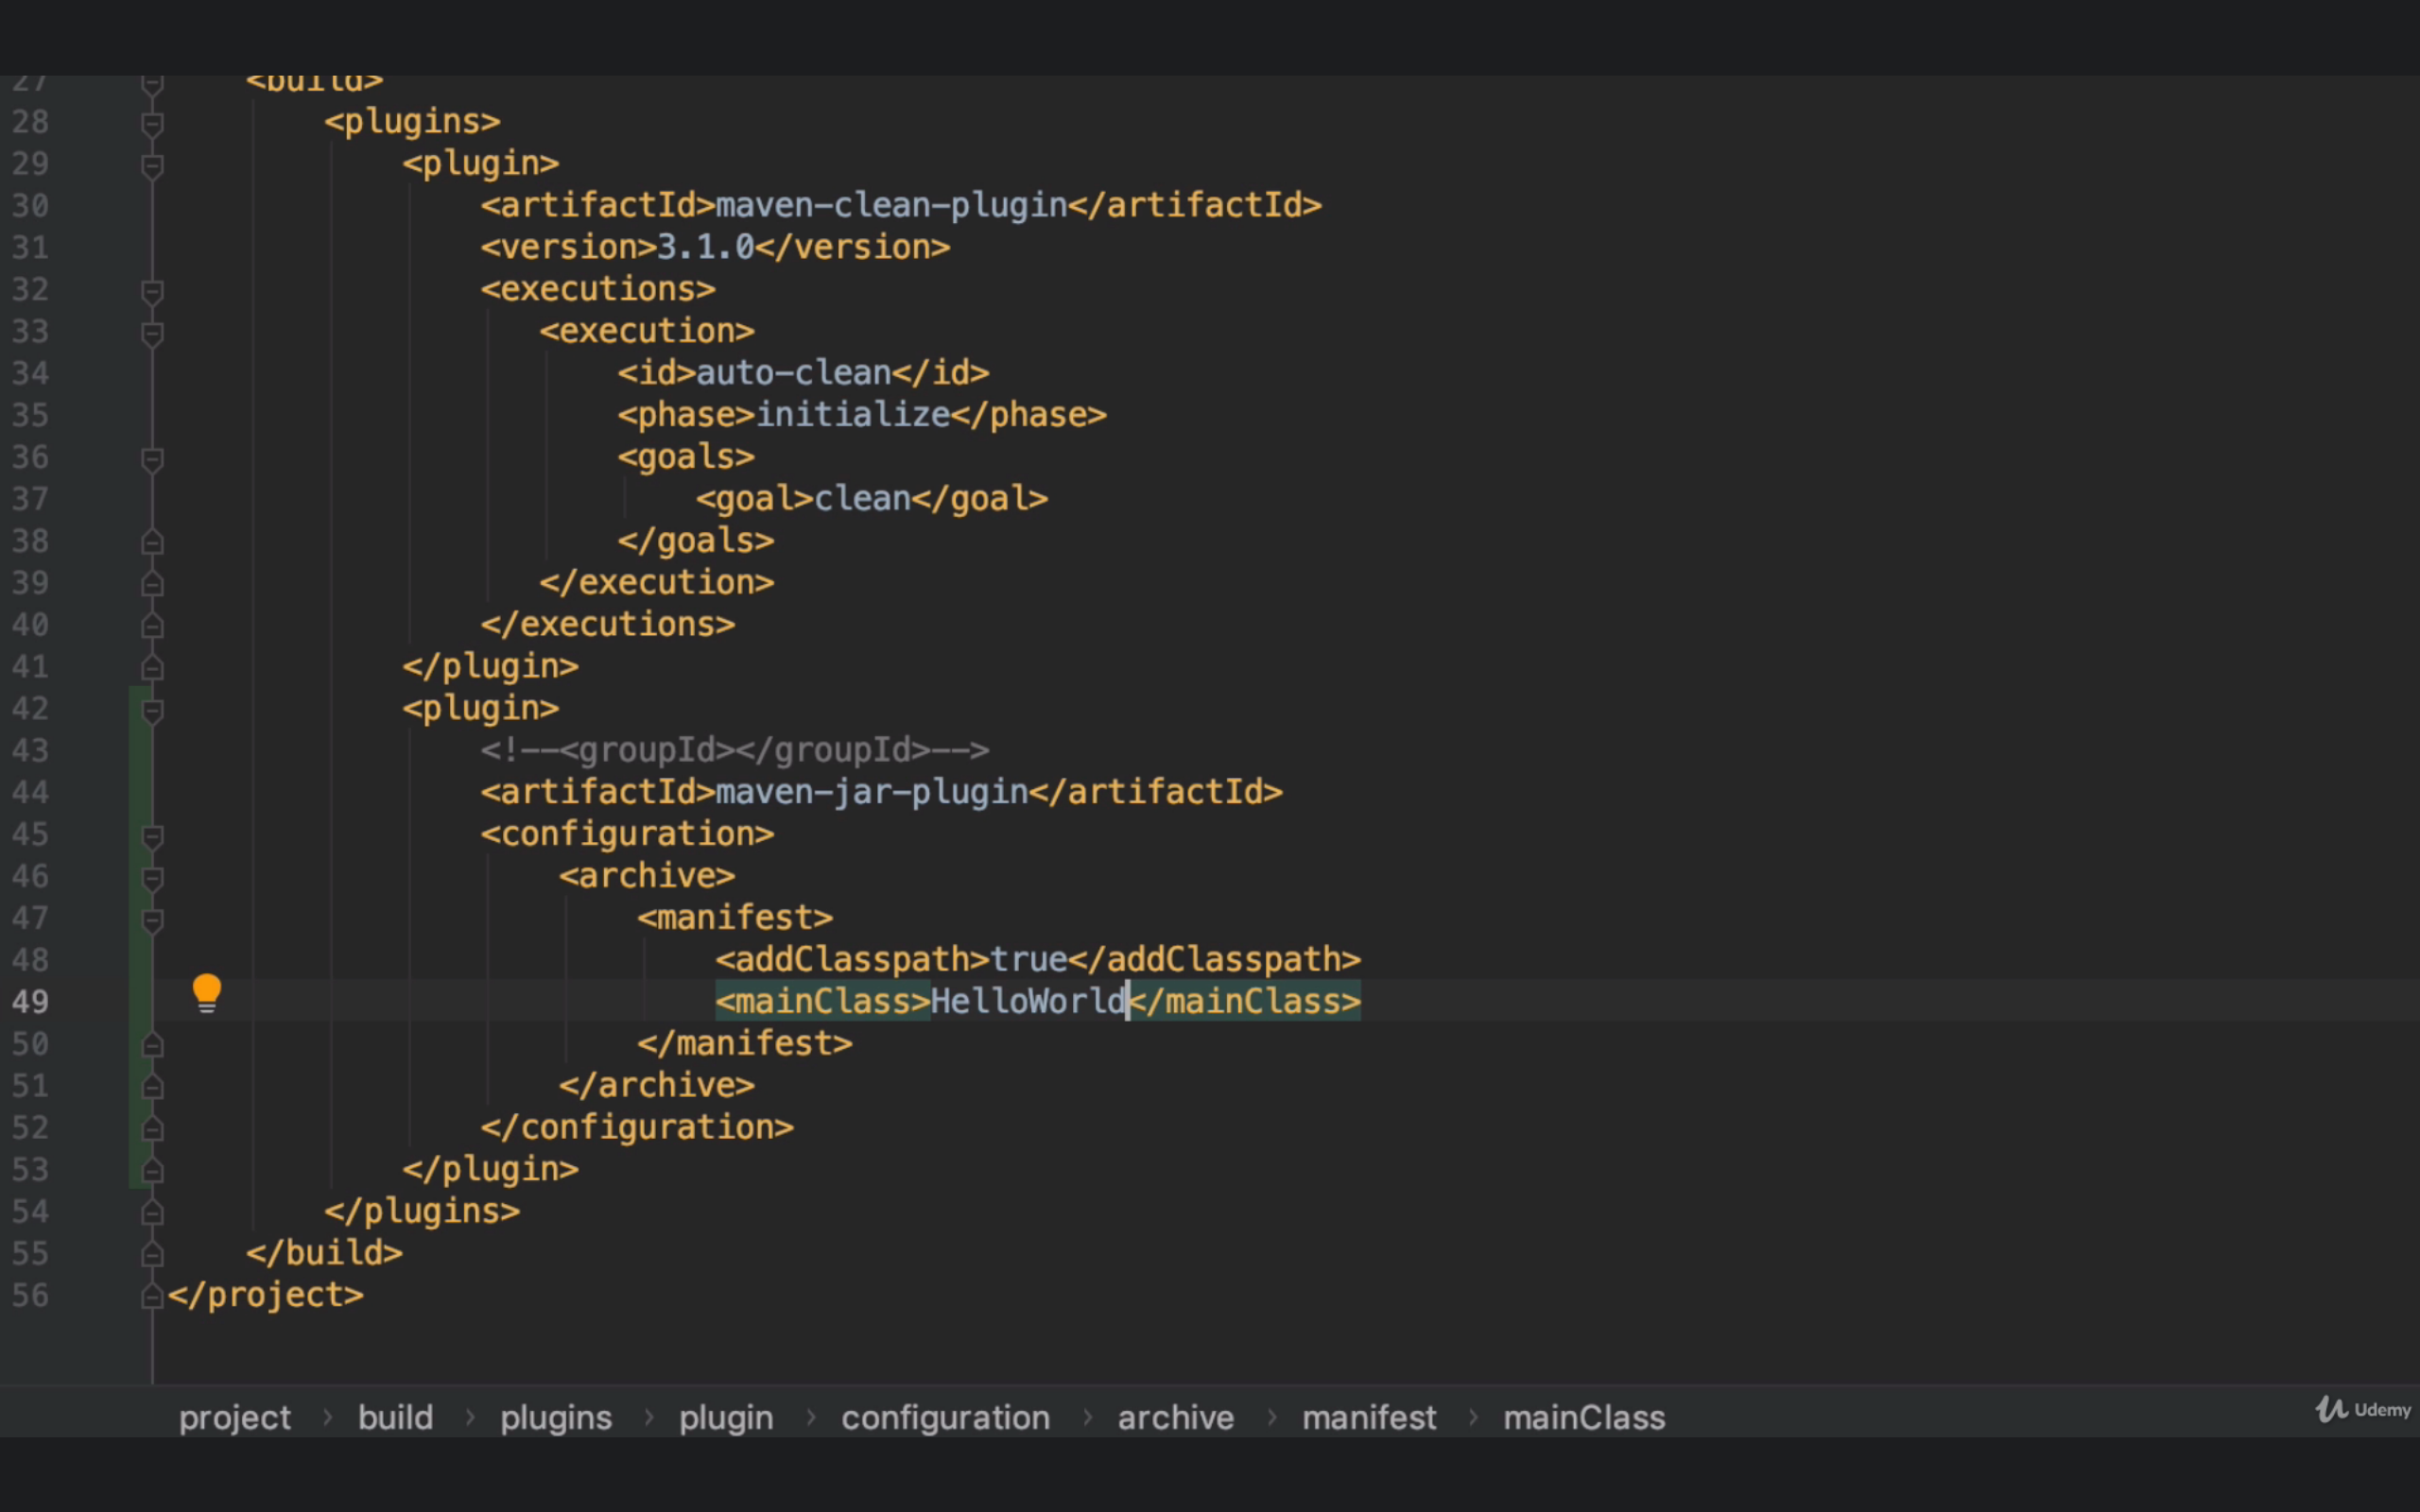 27 <build>
28 <plugins>
29 <plugin>
30 <artifactId>maven-clean-plugin</artifactId>
31 <version>3.1.0</version>
32 <executions>
33 <execution>
34 <id>auto-clean</id>
35 <phase>initialize</phase>
36 <goals>
37 <goal>clean</goal>
38 </goals>
39 </execution>
40 </executions>
41 </plugin>
42 <plugin>
43 <!--<groupId></groupId>-->
44 <artifactId>maven-jar-plugin</artifactId>
45 <configuration>
46 <archive>
47 <manifest>
48 <addClasspath>true</addClasspath>
49 <mainClass>HelloWorld</mainClass>
50 </manifest>
51 </archive>
52 </configuration>
53 </plugin>
54 </plugins>
55 </build>
56 </project>
project > build > plugins > plugin > configuration > archive > manifest > mainClass
Udemy